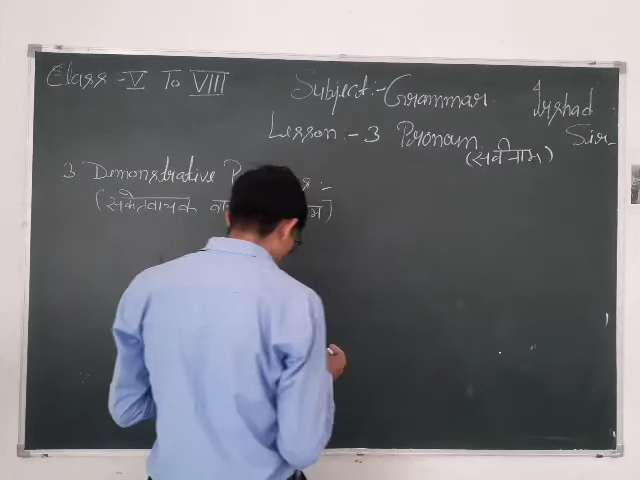 Class :- V To VIII
Subject :- Grammar
Irshad Sir
Lesson :- 3 Pronoun
(सर्वनाम)
3 Demonstrative
(संकेतवाचक